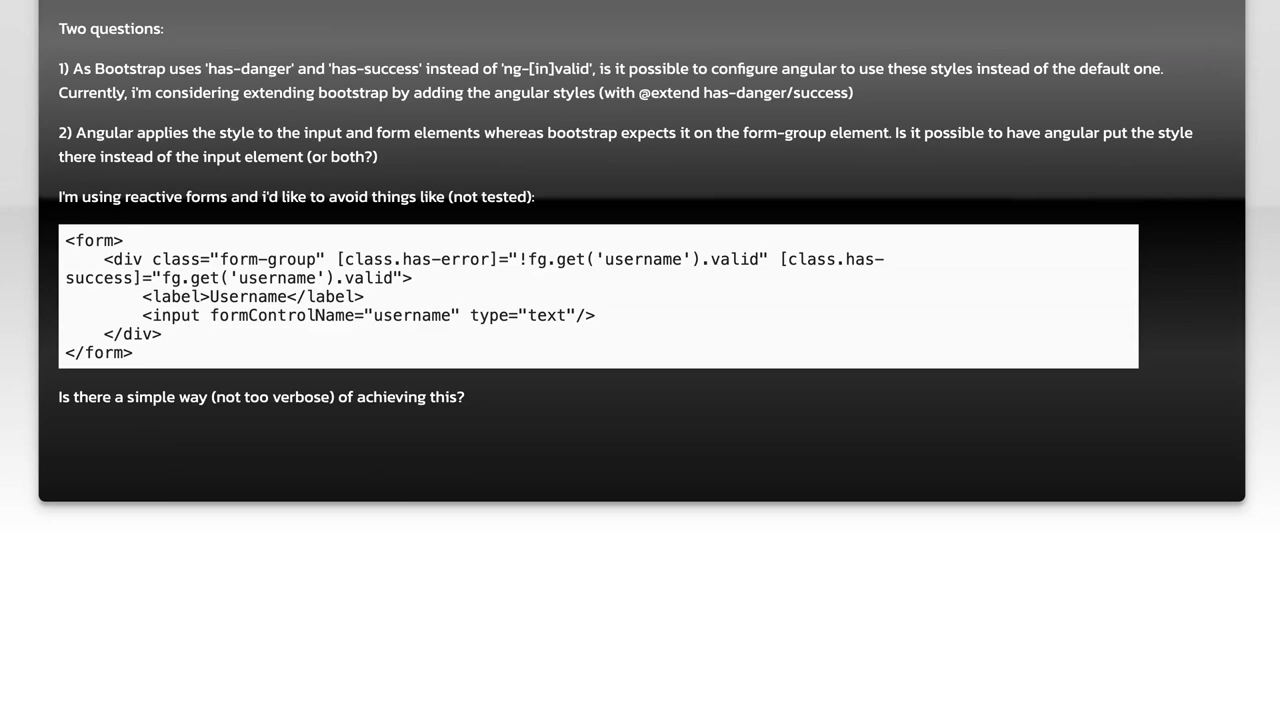 Two questions:
1) As Bootstrap uses 'has-danger' and 'has-success' instead of 'ng-[in]valid', is it possible to configure angular to use these styles instead of the default one.
Currently, i'm considering extending bootstrap by adding the angular styles (with @extend has-danger/success)
2) Angular applies the style to the input and form elements whereas bootstrap expects it on the form-group element. Is it possible to have angular put the style
there instead of the input element (or both?)
I'm using reactive forms and i'd like to avoid things like (not tested):
<form>
    <div class="form-group" [class.has-error]="!fg.get('username').valid" [class.has-
success]="fg.get('username').valid">
        <label>Username</label>
        <input formControlName="username" type="text"/>
    </div>
</form>
Is there a simple way (not too verbose) of achieving this?